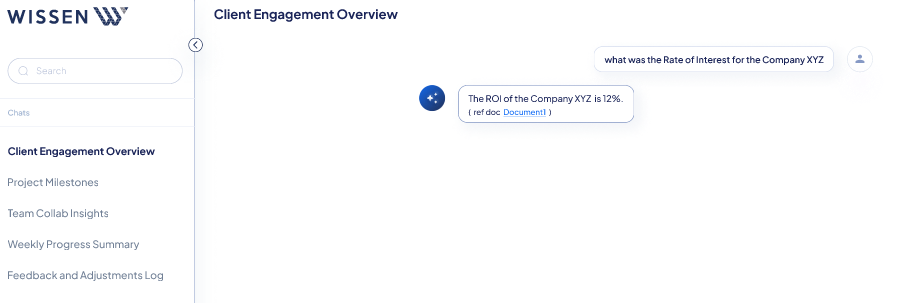 WISSEN
Search
Chats
Client Engagement Overview
Project Milestones
Team Collab Insights
Weekly Progress Summary
Feedback and Adjustments Log
Client Engagement Overview
what was the Rate of Interest for the Company XYZ
The ROI of the Company XYZ is 12%.
( ref doc Document1 )